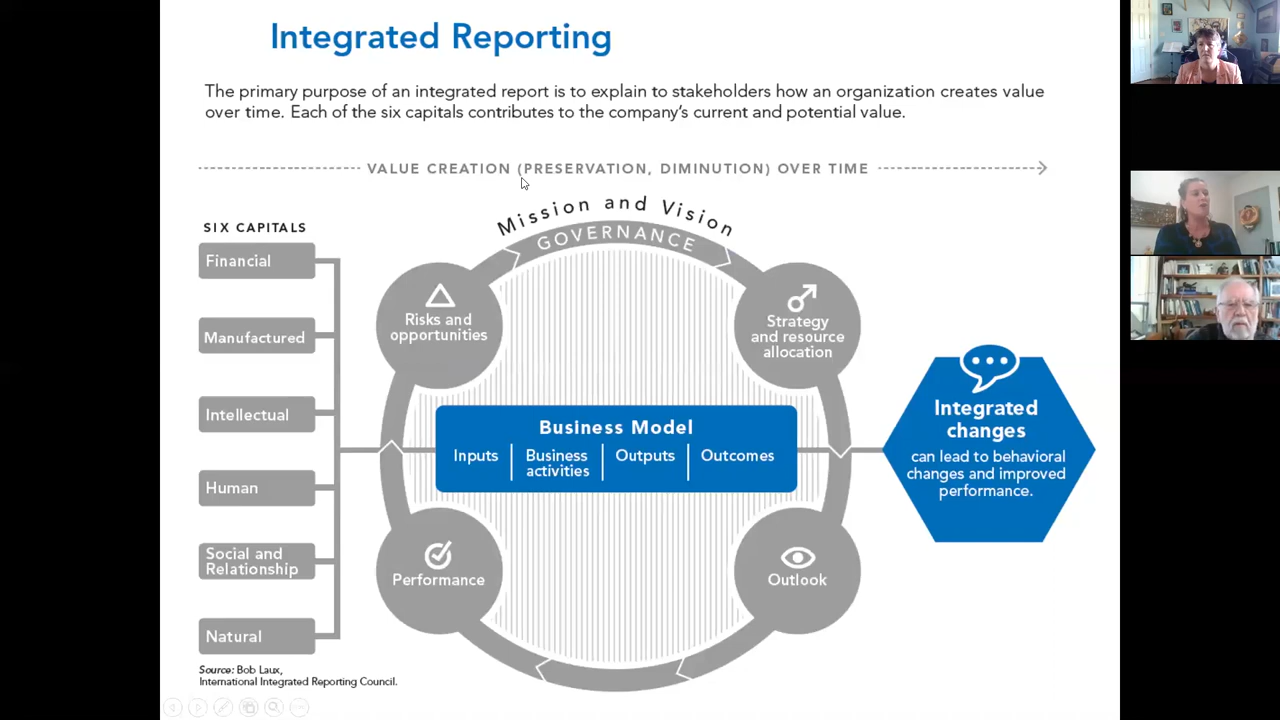 Integrated Reporting
The primary purpose of an integrated report is to explain to stakeholders how an organization creates value
over time. Each of the six capitals contributes to the company's current and potential value.
VALUE CREATION (PRESERVATION, DIMINUTION) OVER TIME
Mission and Vision
GOVERNANCE
SIX CAPITALS
Financial
Manufactured
Intellectual
Human
Social and
Relationship
Natural
Risks and
opportunities
Strategy
and resource
allocation
Business Model
Inputs
Business
activities
Outputs
Outcomes
Performance
Outlook
Integrated
changes
can lead to behavioral
changes and improved
performance.
Source: Bob Laux,
International Integrated Reporting Council.